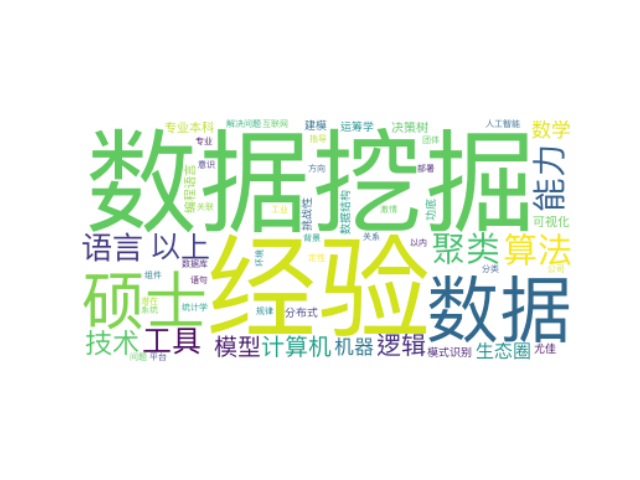 专业本科
解决问题
互联网
建模
运筹学
决策树
人工智能
数学
专业
指导
团体
数据挖掘
能力
编程语言
意识
方向
部署
关联
工业
挑战性
数据结构
激情
功底
可视化
语言
以上
背景
关系
以内
聚类
算法
经验
数据库
语句
环境
定性
分类
公司
硕士
组件
数据
潜在
系统
统计学
规律
分布式
技术
工具
模型
计算机
机器
逻辑
模式识别
生态圈
尤佳
问题
平台